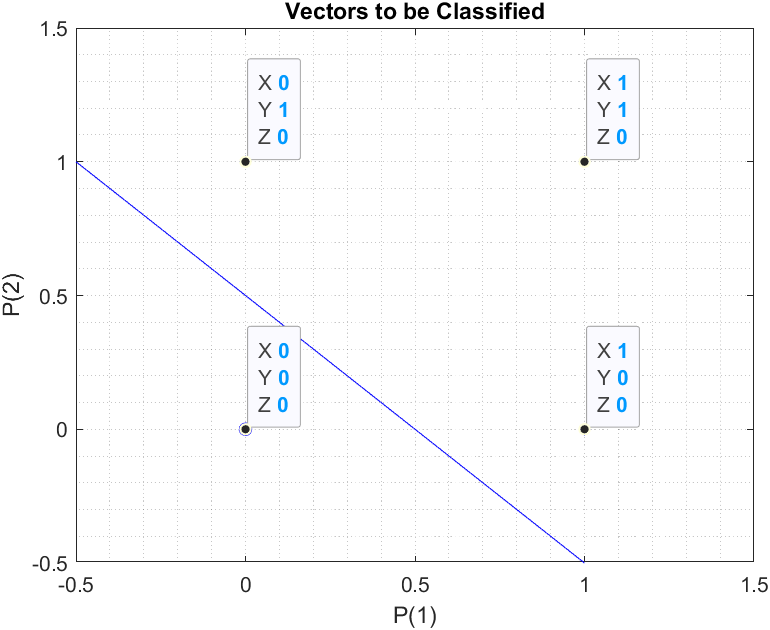 Vectors to be Classified
1.5
X 0
Y 1
Z 0
X 1
Y 1
Z 0
1
P(2)
0.5
X 0
Y 0
Z 0
X 1
Y 0
Z 0
0
-0.5
-0.5
0
0.5
1
1.5
P(1)